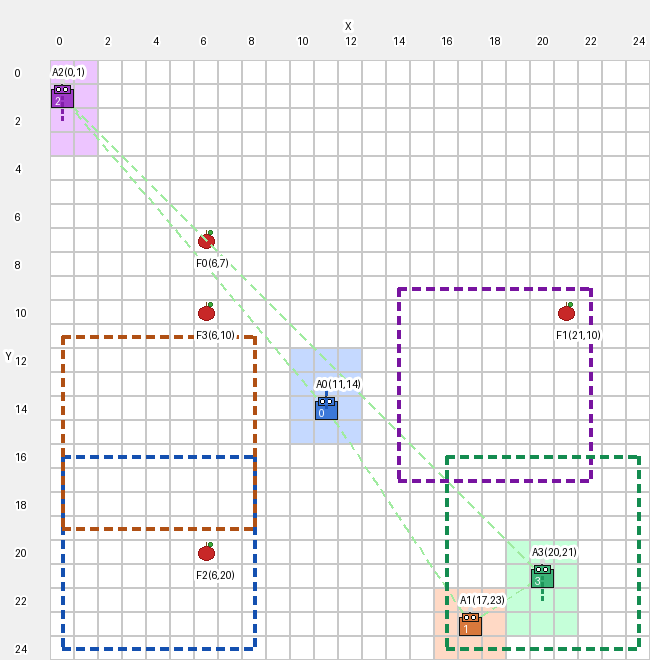 X
0 2 4 6 8 10 12 14 16 18 20 22 24
0
A2(0,1)
2
2
4
6
F0(6,7)
8
10
F3(6,10)
F1(21,10)
Y
12
A0(11,14)
14
0
16
18
20
A3(20,21)
F2(6,20)
3
22
A1(17,23)
1
24